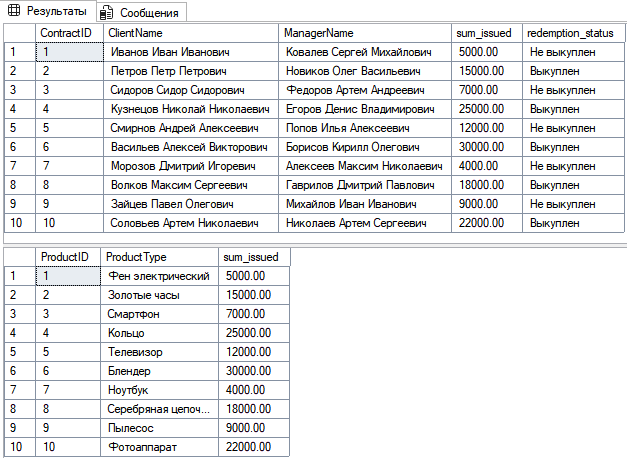 Результаты Сообщения
ContractID ClientName ManagerName sum_issued redemption_status
1 1 Иванов Иван Иванович Ковалев Сергей Михайлович 5000.00 Не выкуплен
2 2 Петров Петр Петрович Новиков Олег Васильевич 15000.00 Выкуплен
3 3 Сидоров Сидор Сидорович Федоров Артем Андреевич 7000.00 Не выкуплен
4 4 Кузнецов Николай Николаевич Егоров Денис Владимирович 25000.00 Выкуплен
5 5 Смирнов Андрей Алексеевич Попов Илья Алексеевич 12000.00 Не выкуплен
6 6 Васильев Алексей Викторович Борисов Кирилл Олегович 30000.00 Выкуплен
7 7 Морозов Дмитрий Игоревич Алексеев Максим Николаевич 4000.00 Не выкуплен
8 8 Волков Максим Сергеевич Гаврилов Дмитрий Павлович 18000.00 Выкуплен
9 9 Зайцев Павел Олегович Михайлов Иван Иванович 9000.00 Не выкуплен
10 10 Соловьев Артем Николаевич Николаев Артем Сергеевич 22000.00 Выкуплен
ProductID ProductType sum_issued
1 1 Фен электрический 5000.00
2 2 Золотые часы 15000.00
3 3 Смартфон 7000.00
4 4 Кольцо 25000.00
5 5 Телевизор 12000.00
6 6 Блендер 30000.00
7 7 Ноутбук 4000.00
8 8 Серебряная цепоч... 18000.00
9 9 Пылесос 9000.00
10 10 Фотоаппарат 22000.00